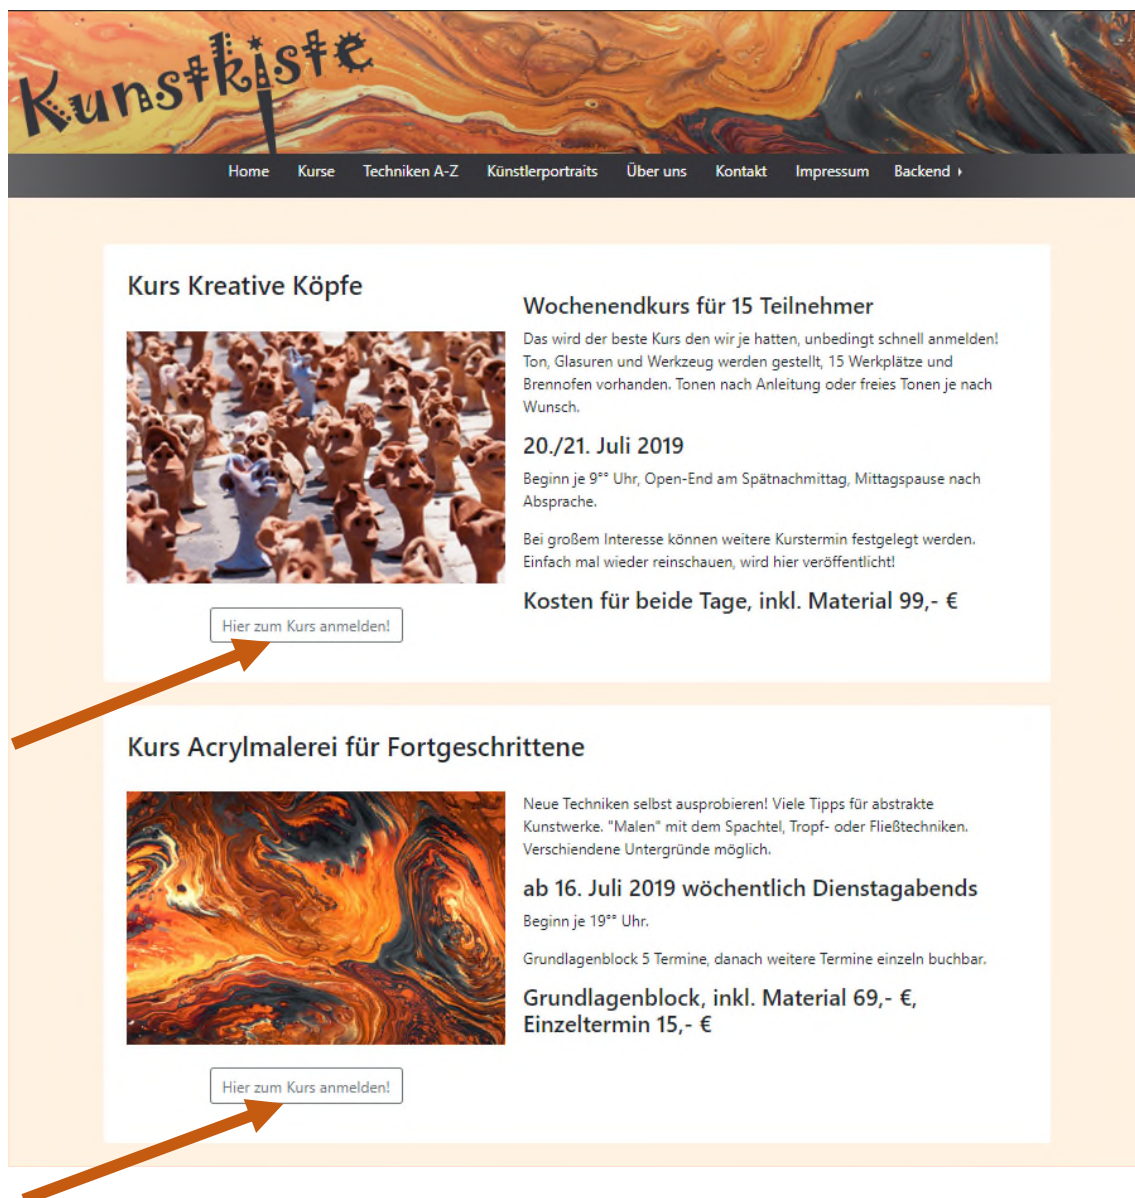 Kunstkiste
Home Kurse Techniken A-Z Künstlerportraits Über uns Kontakt Impressum Backend
Kurs Kreative Köpfe
Wochenendkurs für 15 Teilnehmer
Das wird der beste Kurs den wir je hatten, unbedingt schnell anmelden!
Ton, Glasuren und Werkzeug werden gestellt, 15 Werkplätze und
Brennofen vorhanden. Tonen nach Anleitung oder freies Tonen je nach
Wunsch.
20./21. Juli 2019
Beginn je 9°° Uhr, Open-End am Spätnachmittag, Mittagspause nach
Absprache.
Bei großem Interesse können weitere Kurstermin festgelegt werden.
Einfach mal wieder reinschauen, wird hier veröffentlicht!
Kosten für beide Tage, inkl. Material 99,- €
Hier zum Kurs anmelden!
Kurs Acrylmalerei für Fortgeschrittene
Neue Techniken selbst ausprobieren! Viele Tipps für abstrakte
Kunstwerke. "Malen" mit dem Spachtel, Tropf- oder Fließtechniken.
Verschiendene Untergründe möglich.
ab 16. Juli 2019 wöchentlich Dienstagabends
Beginn je 19°° Uhr.
Grundlagenblock 5 Termine, danach weitere Termine einzeln buchbar.
Grundlagenblock, inkl. Material 69,- €,
Einzeltermin 15,- €
Hier zum Kurs anmelden!